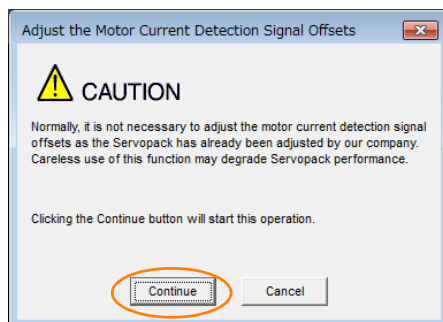 Adjust the Motor Current Detection Signal Offsets
CAUTION
Normally, it is not necessary to adjust the motor current detection signal
offsets as the Servopack has already been adjusted by our company.
Careless use of this function may degrade Servopack performance.
Clicking the Continue button will start this operation.
Continue
Cancel